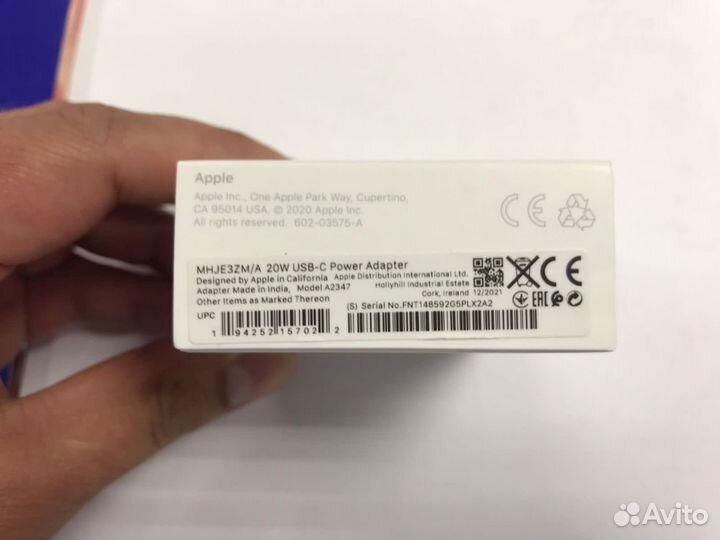 Apple
Apple Inc., One Apple Park Way, Cupertino,
CA 95014 USA, © 2020 Apple Inc.
All rights reserved. 602-03575-A
MHJE3ZM/A 20W USB-C Power Adapter
Designed by Apple in California Apple Distribution International Ltd.
Adapter Made in India, Model A2347 Hollyhill Industrial Estate
Other Items as Marked Thereon Cork, Ireland 12/2021
(S) Serial No.FNT148592G5PLX2A2
UPC
1 94252 15702 2
CE
CE
EAC
Avito